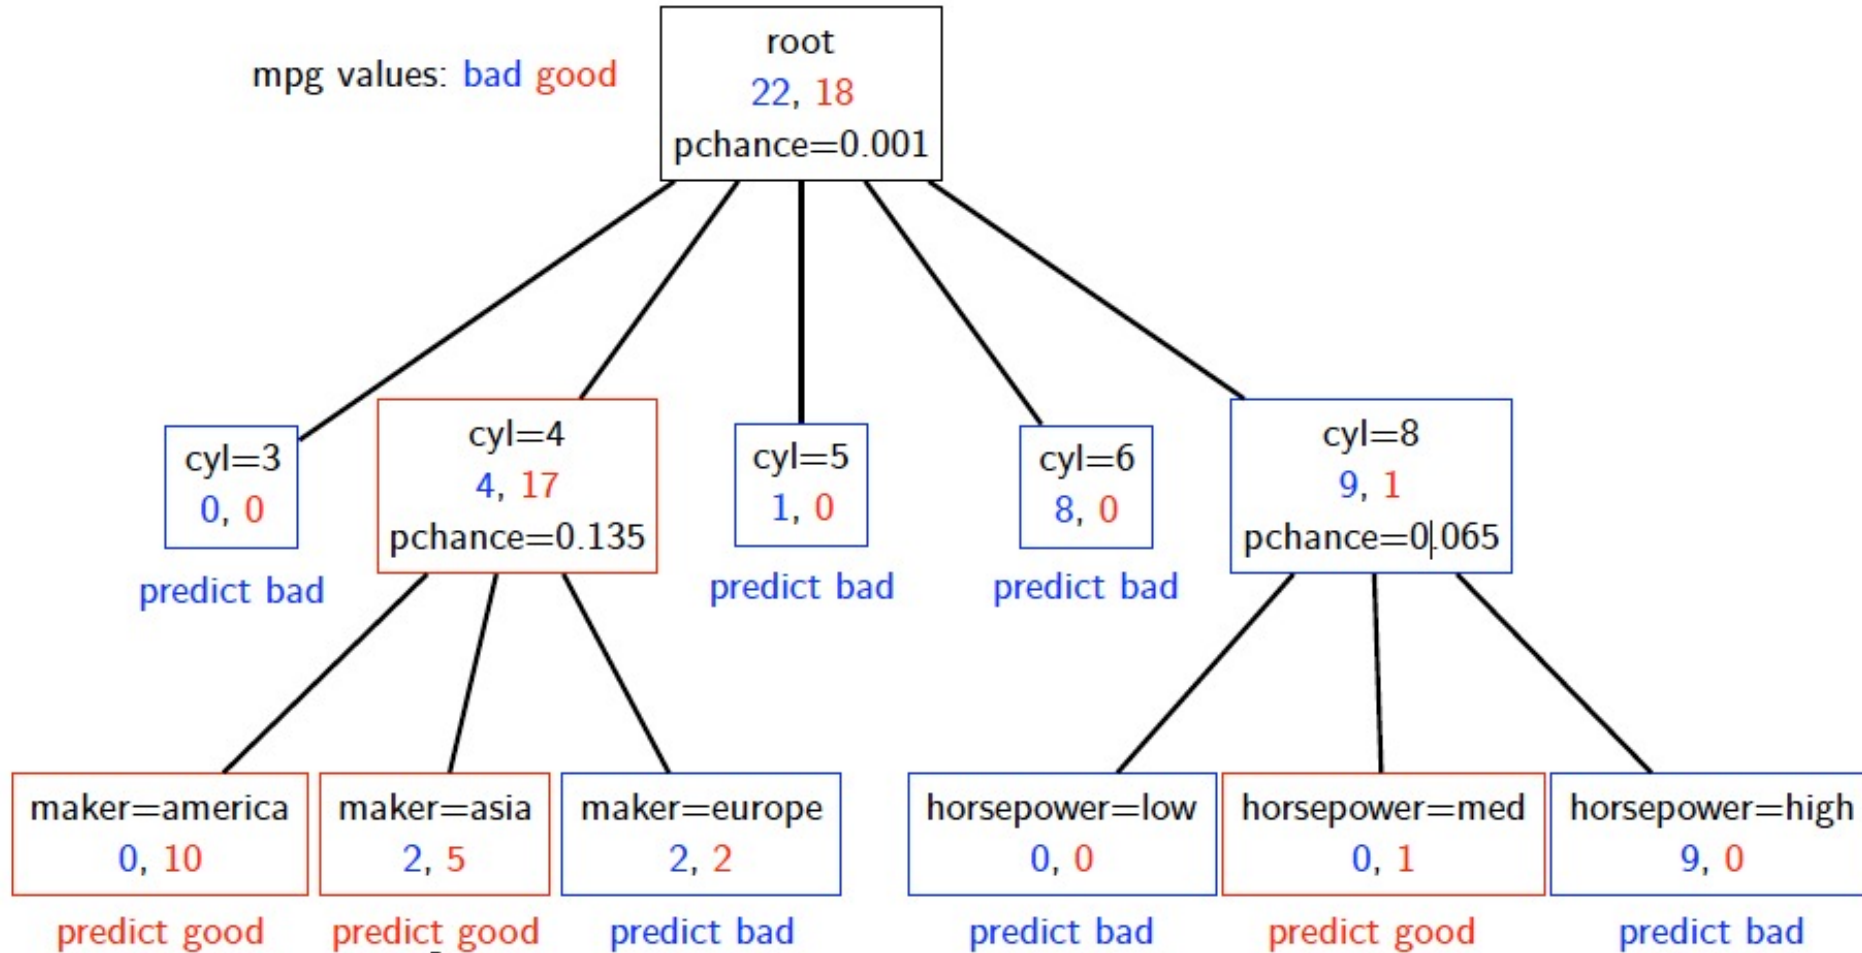 root
mpg values: bad good
22, 18
pchance=0.001
cyl=3
0, 0
predict bad
cyl=4
4, 17
pchance=0.135
cyl=5
1, 0
predict bad
cyl=6
8, 0
predict bad
cyl=8
9, 1
pchance=0.065
maker=america
0, 10
predict good
maker=asia
2, 5
predict good
maker=europe
2, 2
predict bad
horsepower=low
0, 0
predict bad
horsepower=med
0, 1
predict good
horsepower=high
9, 0
predict bad